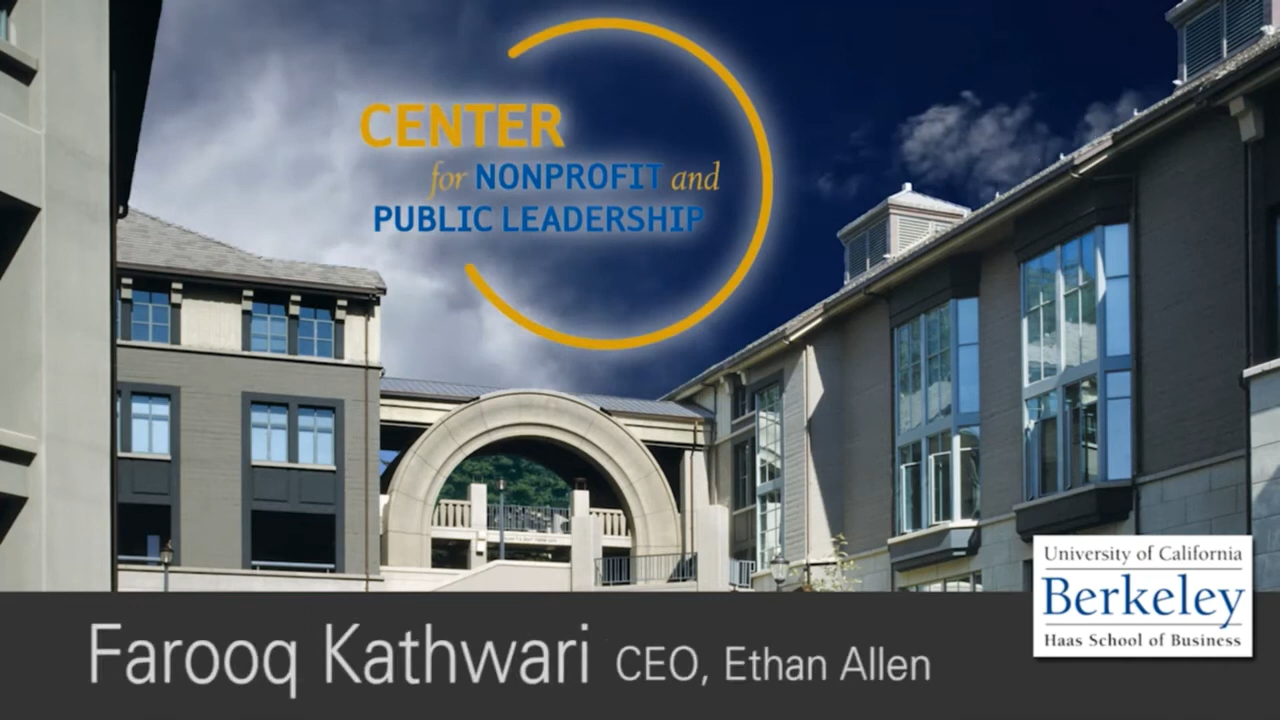 CENTER
for NONPROFIT and
PUBLIC LEADERSHIP
University of California
Berkeley
Haas School of Business
Farooq Kathwari CEO, Ethan Allen